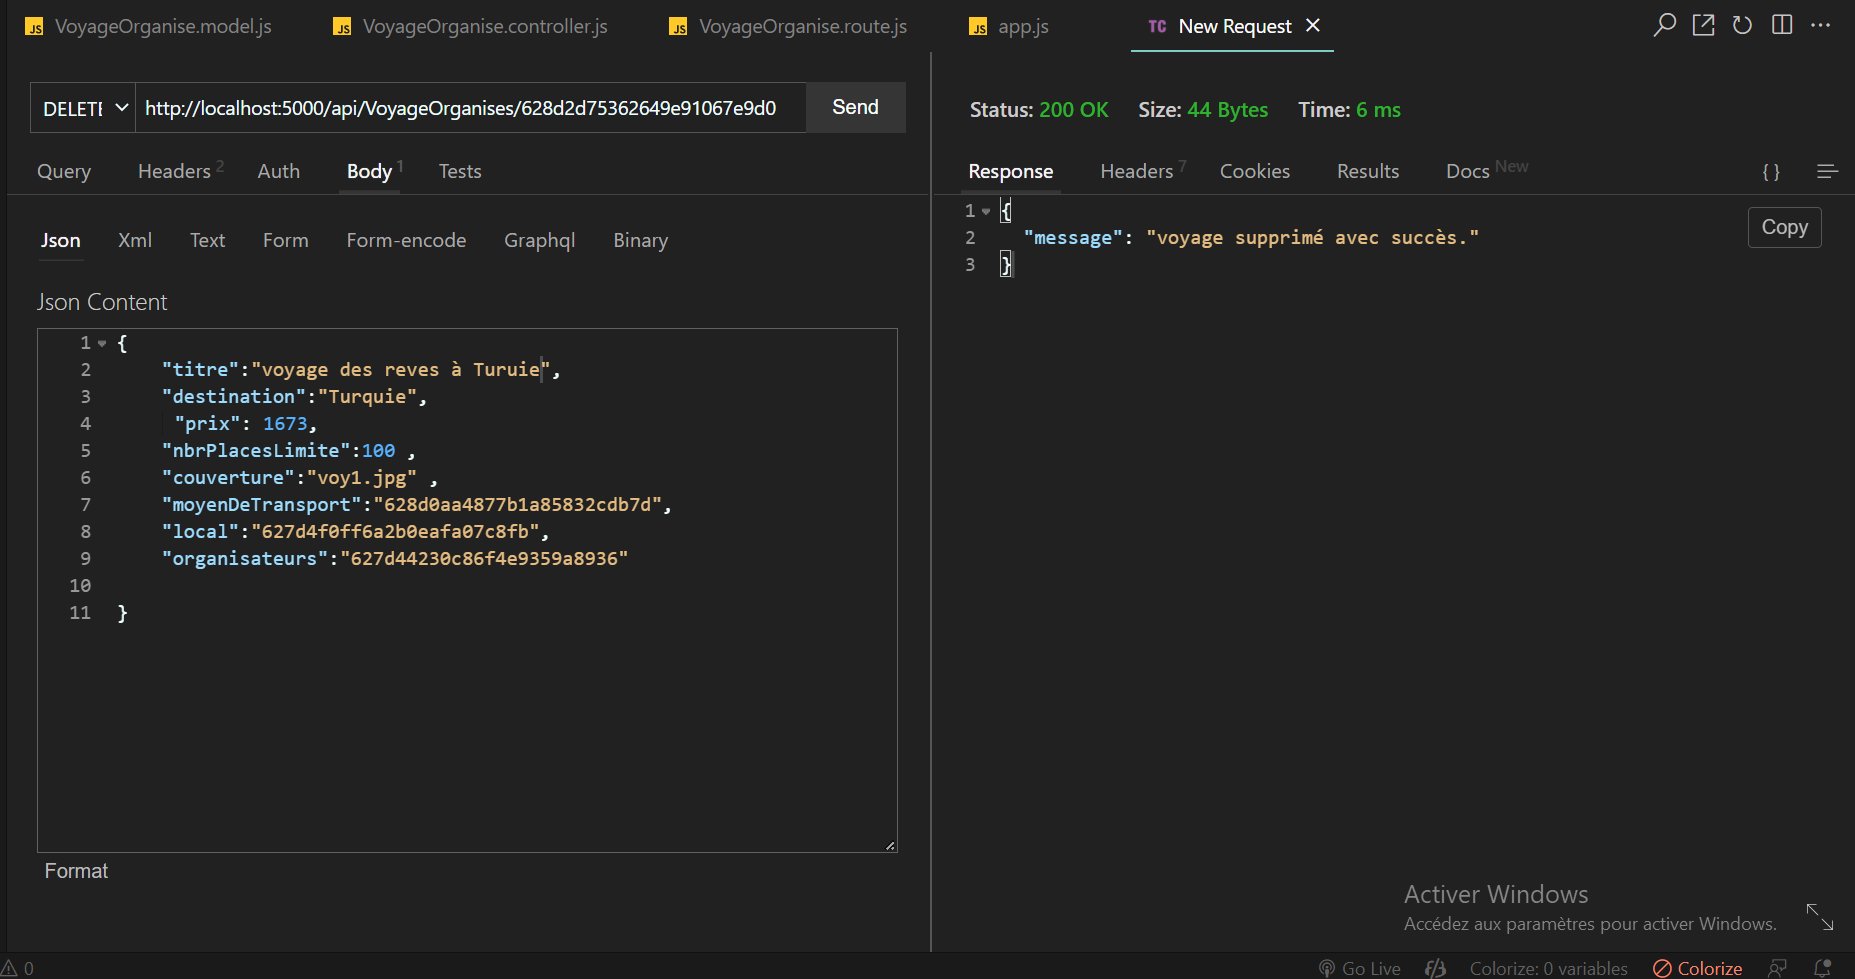 VoyageOrganise.model.js VoyageOrganise.controller.js VoyageOrganise.route.js app.js TC New Request
DELETE http://localhost:5000/api/VoyageOrganises/628d2d75362649e91067e9d0 Send
Query Headers 2 Auth Body 1 Tests
Json Xml Text Form Form-encode Graphql Binary
Json Content
1 {
2 "titre":"voyage des reves à Turuie",
3 "destination":"Turquie",
4 "prix": 1673,
5 "nbrPlacesLimite":100 ,
6 "couverture":"voy1.jpg" ,
7 "moyenDeTransport":"628d0aa4877b1a85832cdb7d",
8 "local":"627d4f0ff6a2b0eafa07c8fb",
9 "organisateurs":"627d44230c86f4e9359a8936"
10
11 }
Format
Status: 200 OK Size: 44 Bytes Time: 6 ms
Response Headers 7 Cookies Results Docs New { }
1 {
2 "message": "voyage supprimé avec succès."
3 }
Copy
Activer Windows
Accédez aux paramètres pour activer Windows.
0 Go Live Colorize: 0 variables Colorize